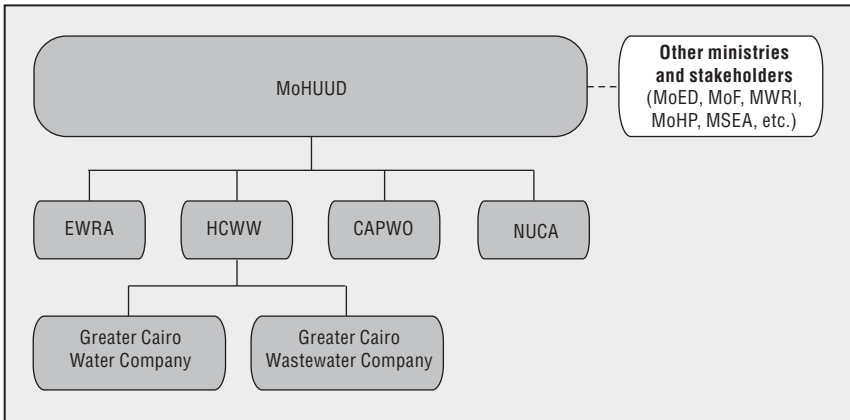 MoHUUD
Other ministries
and stakeholders
(MoED, MoF, MWRI,
MoHP, MSEA, etc.)
EWRA
HCWW
CAPWO
NUCA
Greater Cairo
Water Company
Greater Cairo
Wastewater Company